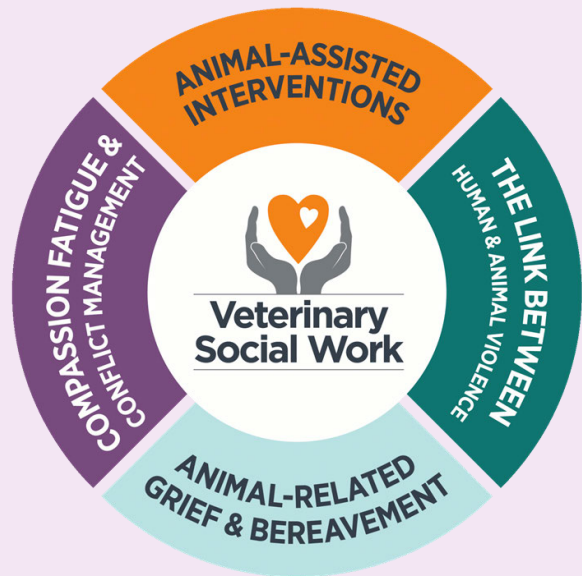 ANIMAL-ASSISTED
INTERVENTIONS
THE LINK BETWEEN
HUMAN & ANIMAL VIOLENCE
ANIMAL-RELATED
GRIEF & BEREAVEMENT
COMPASSION FATIGUE &
CONFLICT MANAGEMENT
Veterinary
Social Work